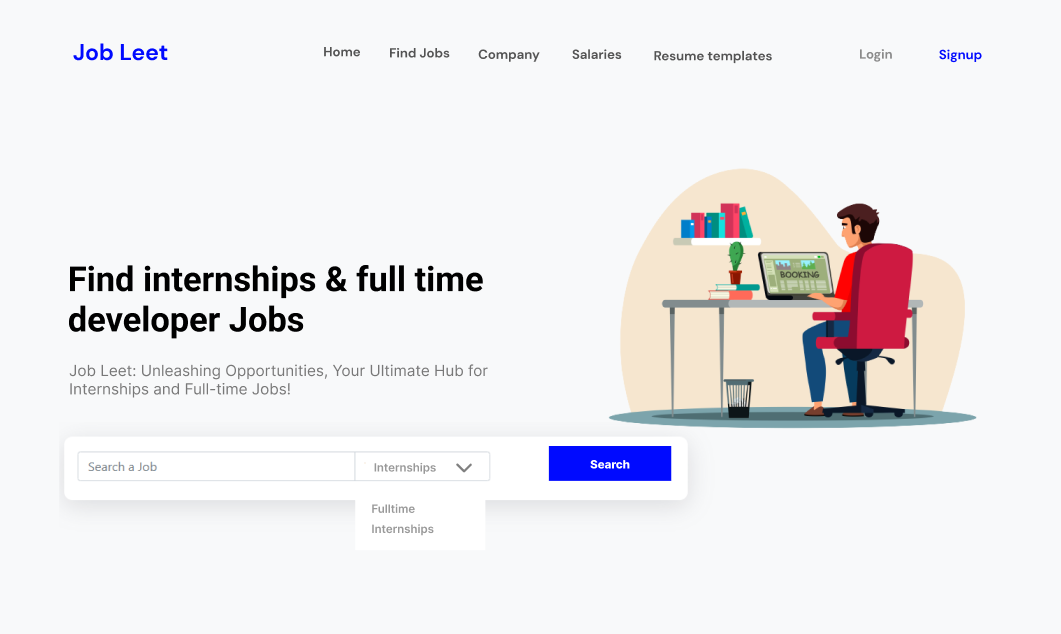 Job Leet
Home Find Jobs Company Salaries Resume templates Login Signup
BOOKING
Find internships & full time
developer Jobs
Job Leet: Unleashing Opportunities, Your Ultimate Hub for
Internships and Full-time Jobs!
Search a Job Internships Search
Fulltime
Internships